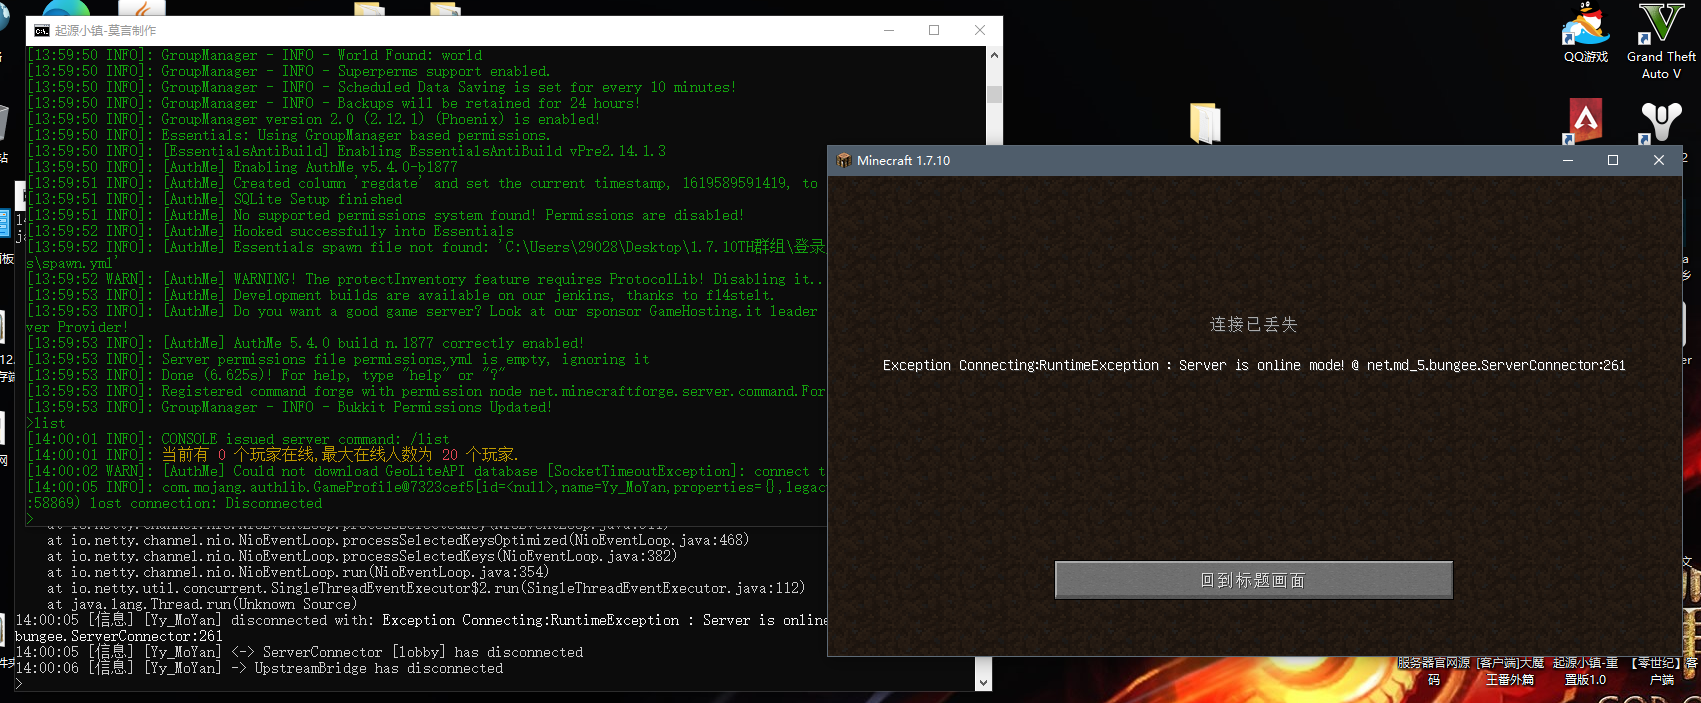 起源小镇-莫言制作
[13:59:50 INFO]: GroupManager - INFO - World Found: world
[13:59:50 INFO]: GroupManager - INFO - Superperms support enabled.
[13:59:50 INFO]: GroupManager - INFO - Scheduled Data Saving is set for every 10 minutes!
[13:59:50 INFO]: GroupManager - INFO - Backups will be retained for 24 hours!
[13:59:50 INFO]: GroupManager version 2.0 (2.12.1) (Phoenix) is enabled!
[13:59:50 INFO]: Essentials: Using GroupManager based permissions.
[13:59:50 INFO]: [EssentialsAntiBuild] Enabling EssentialsAntiBuild vPre2.14.1.3
[13:59:50 INFO]: [AuthMe] Enabling AuthMe v5.4.0-b1877
[13:59:51 INFO]: [AuthMe] Created column 'regdate' and set the current timestamp, 1619589591419, to
[13:59:51 INFO]: [AuthMe] SQLite Setup finished
[13:59:51 INFO]: [AuthMe] No supported permissions system found! Permissions are disabled!
[13:59:52 INFO]: [AuthMe] Hooked successfully into Essentials
[13:59:52 INFO]: [AuthMe] Essentials spawn file not found: 'C:\Users\29028\Desktop\1.7.10TH群组\登录
s\spawn.yml'
[13:59:52 WARN]: [AuthMe] WARNING! The protectInventory feature requires ProtocolLib! Disabling it..
[13:59:53 INFO]: [AuthMe] Development builds are available on our jenkins, thanks to f14stelt.
[13:59:53 INFO]: [AuthMe] Do you want a good game server? Look at our sponsor GameHosting.it leader
ver Provider!
[13:59:53 INFO]: [AuthMe] AuthMe 5.4.0 build n.1877 correctly enabled!
[13:59:53 INFO]: Server permissions file permissions.yml is empty, ignoring it
[13:59:53 INFO]: Done (6.625s)! For help, type "help" or "?"
[13:59:53 INFO]: Registered command forge with permission node net.minecraftforge.server.command.For
[13:59:53 INFO]: GroupManager - INFO - Bukkit Permissions Updated!
>list
[14:00:01 INFO]: CONSOLE issued server command: /list
[14:00:01 INFO]: 当前有 0 个玩家在线,最大在线人数为 20 个玩家.
[14:00:02 WARN]: [AuthMe] Could not download GeoLiteAPI database [SocketTimeoutException]: connect t
[14:00:05 INFO]: com.mojang.authlib.GameProfile@7323cef5[id=<null>,name=Yy_MoYan,properties={},legac
:58869) lost connection: Disconnected
>
at io.netty.channel.nio.NioEventLoop.processSelectedKeysOptimized(NioEventLoop.java:468)
at io.netty.channel.nio.NioEventLoop.processSelectedKeys(NioEventLoop.java:382)
at io.netty.channel.nio.NioEventLoop.run(NioEventLoop.java:354)
at io.netty.util.concurrent.SingleThreadEventExecutor$2.run(SingleThreadEventExecutor.java:112)
at java.lang.Thread.run(Unknown Source)
14:00:05 [信息] [Yy_MoYan] disconnected with: Exception Connecting:RuntimeException : Server is online
bungee.ServerConnector:261
14:00:05 [信息] [Yy_MoYan] <-> ServerConnector [lobby] has disconnected
14:00:06 [信息] [Yy_MoYan] -> UpstreamBridge has disconnected
>
Minecraft 1.7.10
连接已丢失
Exception Connecting:RuntimeException : Server is online mode! @ net.md_5.bungee.ServerConnector:261
回到标题画面
QQ游戏
Grand Theft
Auto V
服务器官网源
码
[客户端]大魔
王番外篇
起源小镇-重
置版1.0
【零世纪】客
户端